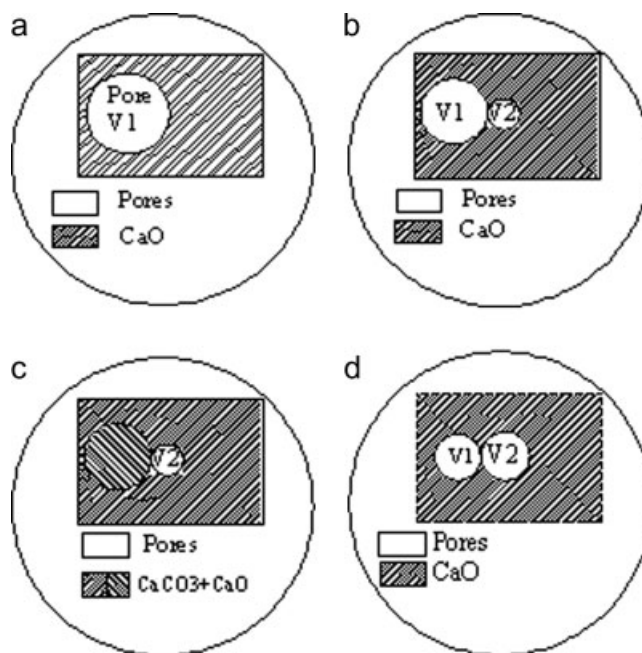 a
Pore
V1
Pores
CaO
b
V1 V2
Pores
CaO
c
V2
Pores
CaCO3+CaO
d
V1 V2
Pores
CaO